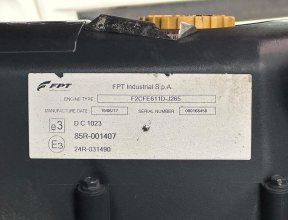 FPT
FPT Industrial S.p.A.
ENGINE TYPE F2CFE611D-J265
MANUFACTURE DATE SERIAL NUMBER
e3 D C 1023
85R-001407
E3 24R-031490